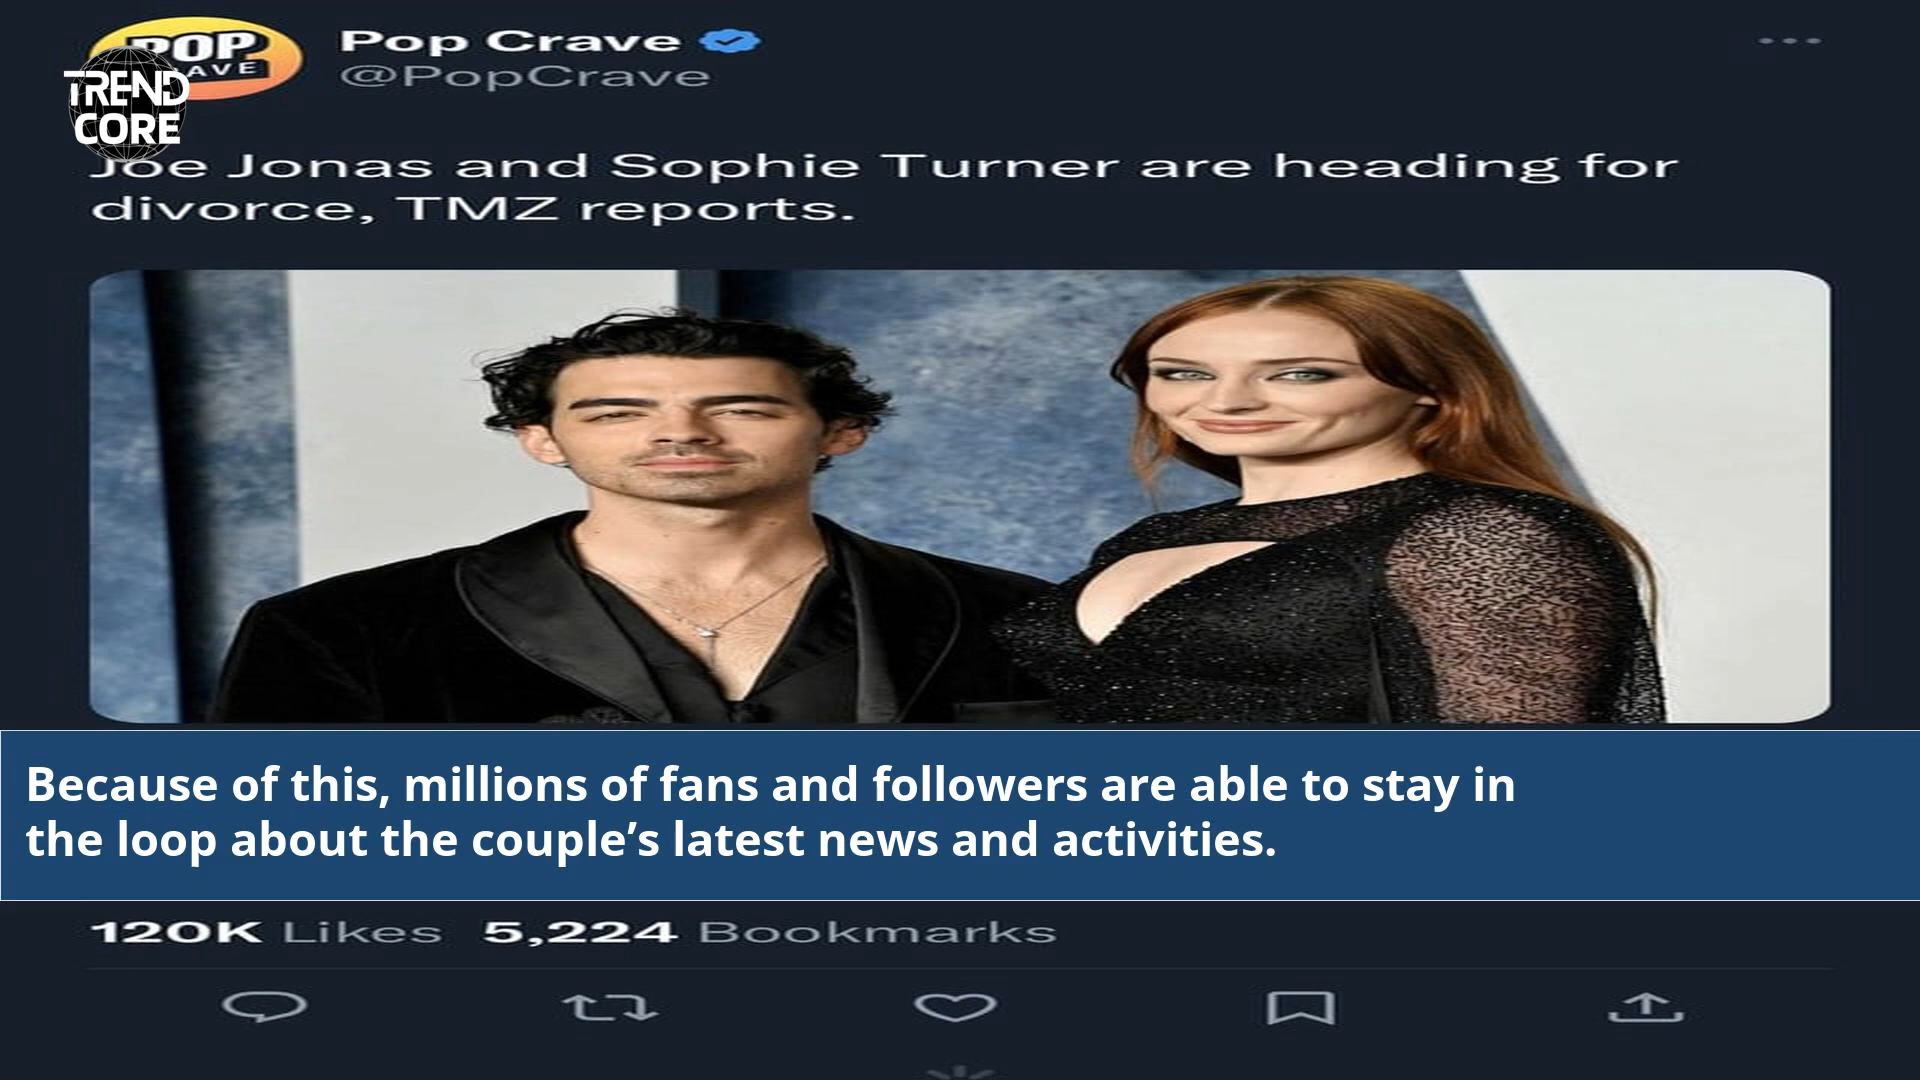 POP
AVE
TREND
CORE
Pop Crave
@PopCrave
Joe Jonas and Sophie Turner are heading for
divorce, TMZ reports.
Because of this, millions of fans and followers are able to stay in
the loop about the couple’s latest news and activities.
120K Likes 5,224 Bookmarks